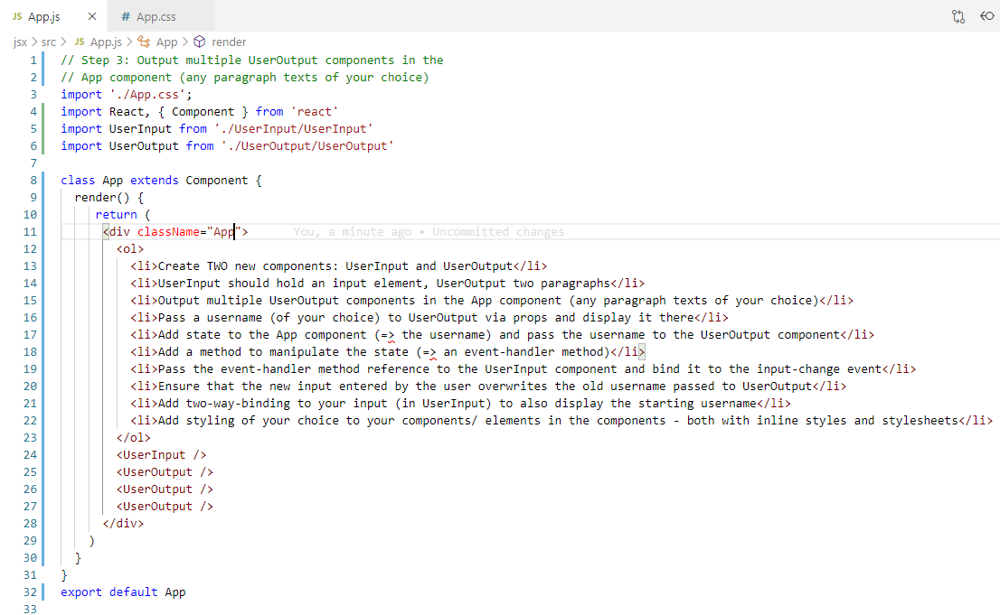 JS App.js × # App.css
jsx > src > JS App.js > App > render
1 // Step 3: Output multiple UserOutput components in the
2 // App component (any paragraph texts of your choice)
3 import './App.css';
4 import React, { Component } from 'react'
5 import UserInput from './UserInput/UserInput'
6 import UserOutput from './UserOutput/UserOutput'
7
8 class App extends Component {
9 render() {
10 return (
11 <div className="App"> You, a minute ago • Uncommitted changes
12 <ol>
13 <li>Create TWO new components: UserInput and UserOutput</li>
14 <li>UserInput should hold an input element, UserOutput two paragraphs</li>
15 <li>Output multiple UserOutput components in the App component (any paragraph texts of your choice)</li>
16 <li>Pass a username (of your choice) to UserOutput via props and display it there</li>
17 <li>Add state to the App component (=> the username) and pass the username to the UserOutput component</li>
18 <li>Add a method to manipulate the state (=> an event-handler method)</li>
19 <li>Pass the event-handler method reference to the UserInput component and bind it to the input-change event</li>
20 <li>Ensure that the new input entered by the user overwrites the old username passed to UserOutput</li>
21 <li>Add two-way-binding to your input (in UserInput) to also display the starting username</li>
22 <li>Add styling of your choice to your components/ elements in the components - both with inline styles and stylesheets</li>
23 </ol>
24 <UserInput />
25 <UserOutput />
26 <UserOutput />
27 <UserOutput />
28 </div>
29 )
30 }
31 }
32 export default App
33